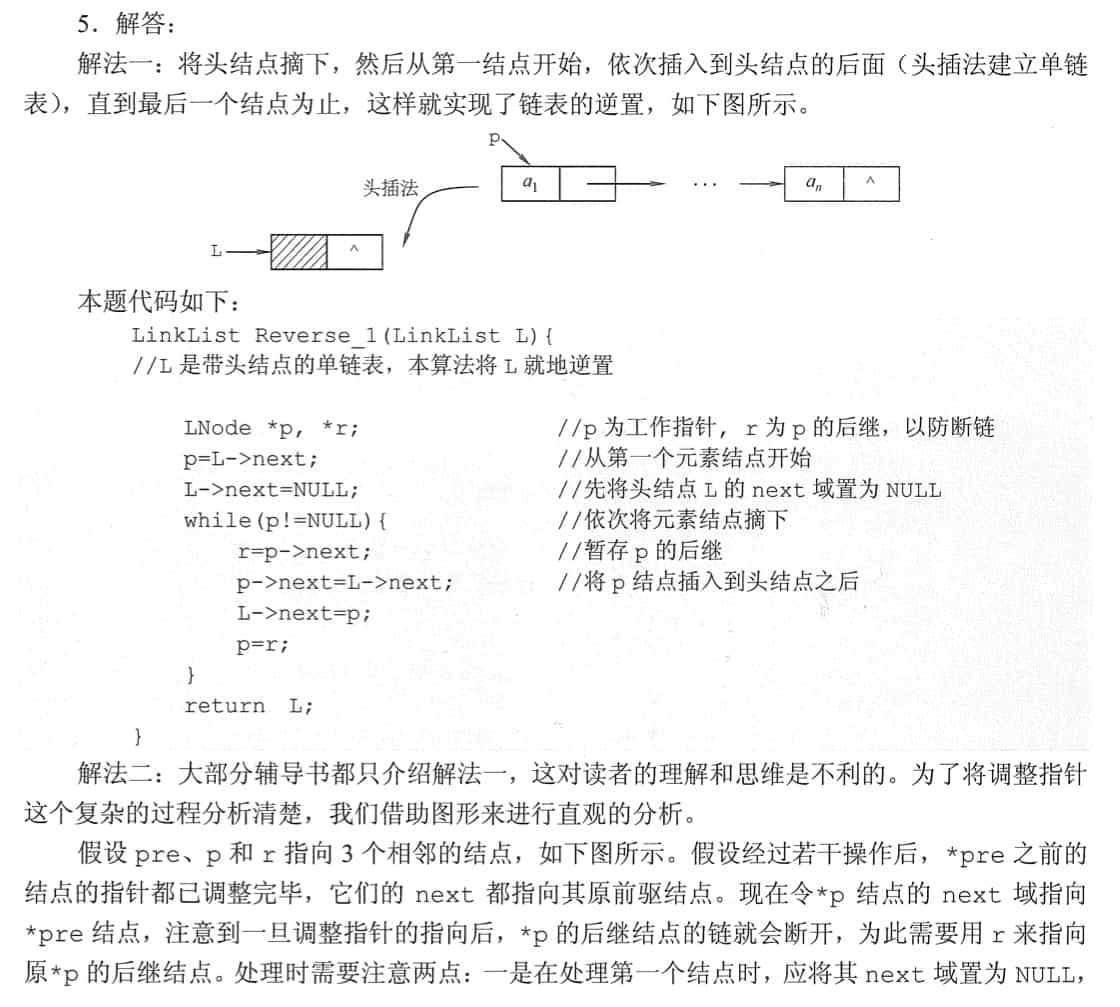 5．解答：
解法一：将头结点摘下，然后从第一结点开始，依次插入到头结点的后面（头插法建立单链
表），直到最后一个结点为止，这样就实现了链表的逆置，如下图所示。
p
a1
···
an ^
头插法
L
^
本题代码如下：
LinkList Reverse_1(LinkList L){
//L 是带头结点的单链表，本算法将 L 就地逆置
LNode *p, *r; //p 为工作指针, r 为 p 的后继，以防断链
p=L->next; //从第一个元素结点开始
L->next=NULL; //先将头结点 L 的 next 域置为 NULL
while(p!=NULL){ //依次将元素结点摘下
r=p->next; //暂存 p 的后继
p->next=L->next; //将 p 结点插入到头结点之后
L->next=p;
p=r;
}
return L;
}
解法二：大部分辅导书都只介绍解法一，这对读者的理解和思维是不利的。为了将调整指针
这个复杂的过程分析清楚，我们借助图形来进行直观的分析。
假设 pre、p 和 r 指向 3 个相邻的结点，如下图所示。假设经过若干操作后，*pre 之前的
结点的指针都已调整完毕，它们的 next 都指向其原前驱结点。现在令*p 结点的 next 域指向
*pre 结点，注意到一旦调整指针的指向后，*p 的后继结点的链就会断开，为此需要用 r 来指向
原*p 的后继结点。处理时需要注意两点：一是在处理第一个结点时，应将其 next 域置为 NULL，